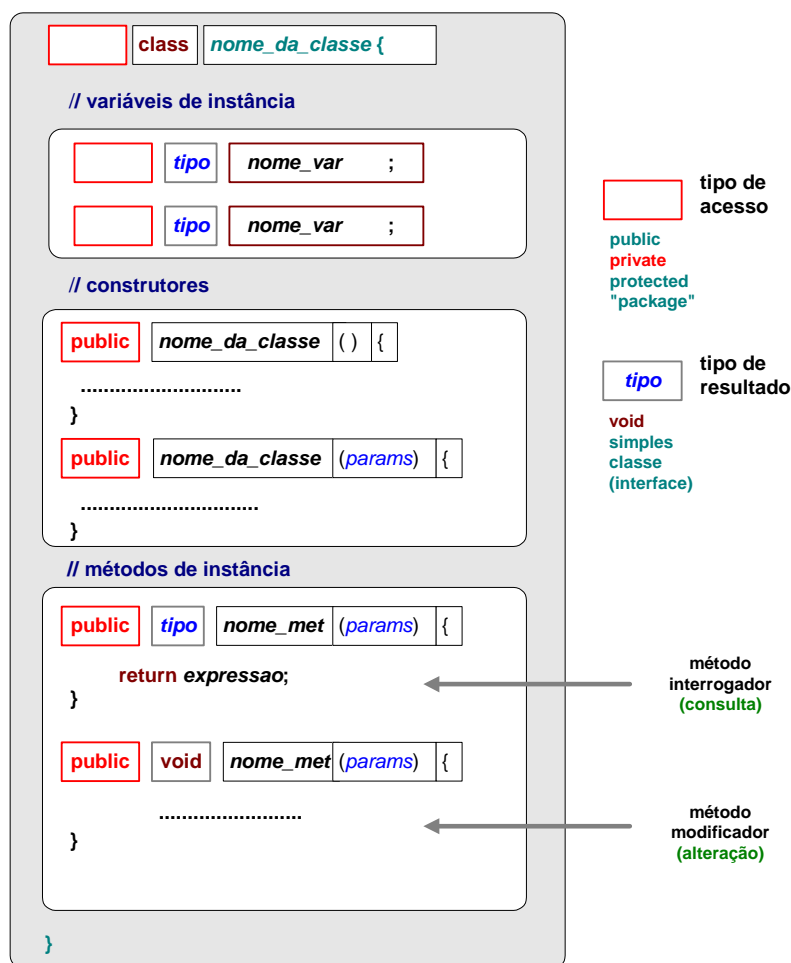 class nome_da_classe {
// variáveis de instância
tipo nome_var ;
tipo nome_var ;
// construtores
public nome_da_classe ( ) {
............................
}
public nome_da_classe (params) {
...............................
}
// métodos de instância
public tipo nome_met (params) {
return expressao;
}
public void nome_met (params) {
.........................
}
}
tipo de
acesso
public
private
protected
"package"
tipo tipo de
resultado
void
simples
classe
(interface)
método
interrogador
(consulta)
método
modificador
(alteração)